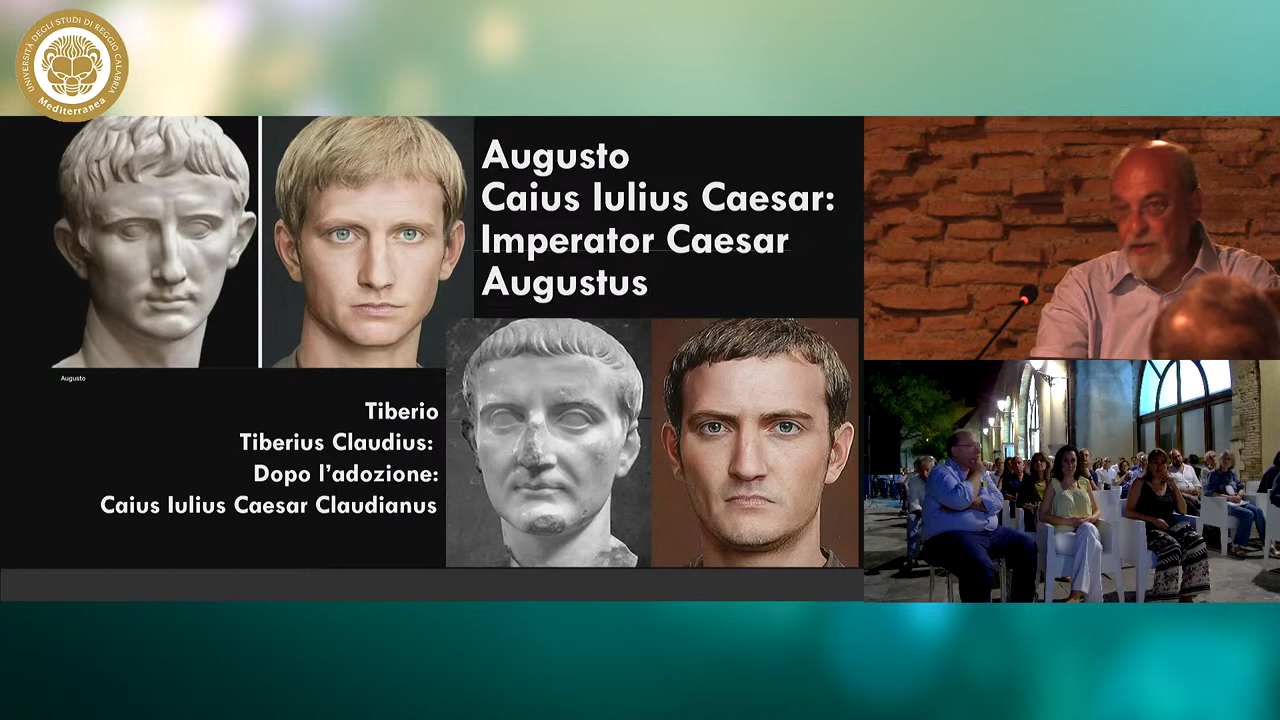 UNIVERSITÀ DEGLI STUDI DI REGGIO CALABRIA
Mediterranea
Augusto
Caius Iulius Caesar:
Imperator Caesar
Augustus
Augusto
Tiberio
Tiberius Claudius:
Dopo l'adozione:
Caius Iulius Caesar Claudianus